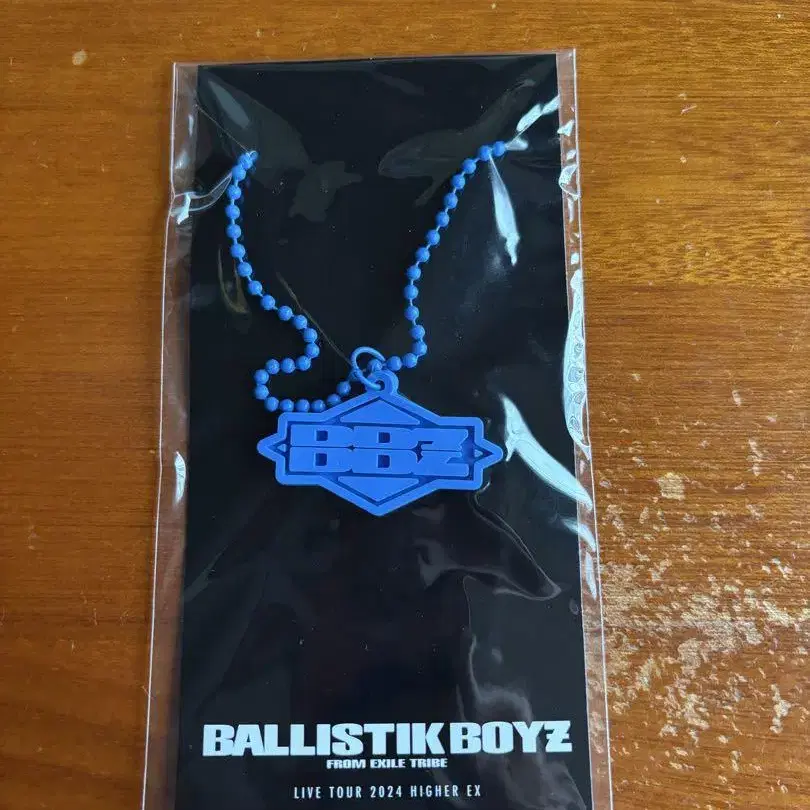 BBZ
BALLISTIK BOYZ
FROM EXILE TRIBE
LIVE TOUR 2024 HIGHER EX